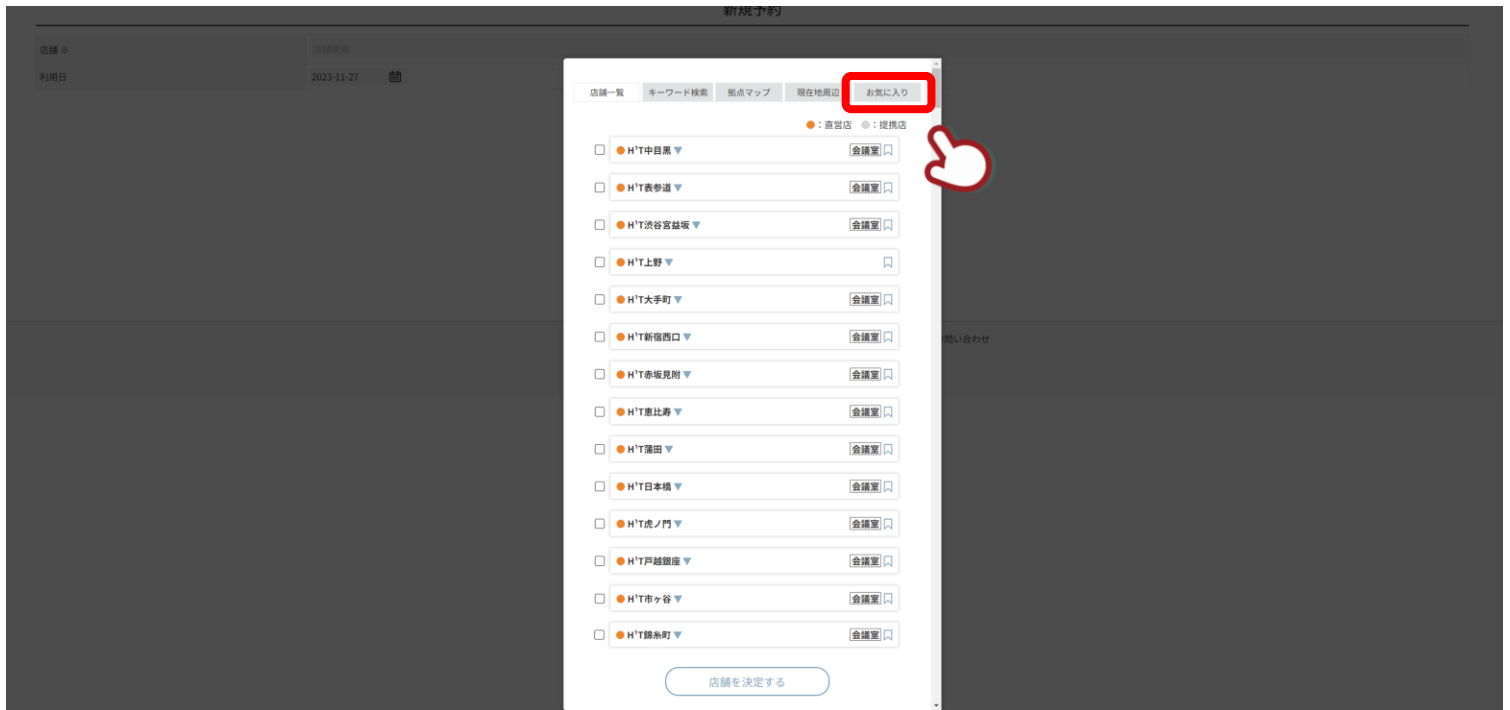 新規予約
店舗 ※
店舗検索
利用日 2023-11-27
店舗一覧 キーワード検索 拠点マップ 現在地周辺 お気に入り
●：直営店 ●：提携店
H¹T中目黒▼ 会議室
H¹T表参道▼ 会議室
H¹T渋谷宮益坂▼ 会議室
H¹T上野▼
H¹T大手町▼ 会議室
H¹T新宿西口▼ 会議室
H¹T赤坂見附▼ 会議室
H¹T恵比寿▼ 会議室
H¹T蒲田▼ 会議室
H¹T日本橋▼ 会議室
H¹T虎ノ門▼ 会議室
H¹T戸越銀座▼ 会議室
H¹T市ヶ谷▼ 会議室
H¹T錦糸町▼ 会議室
店舗を決定する
問い合わせ